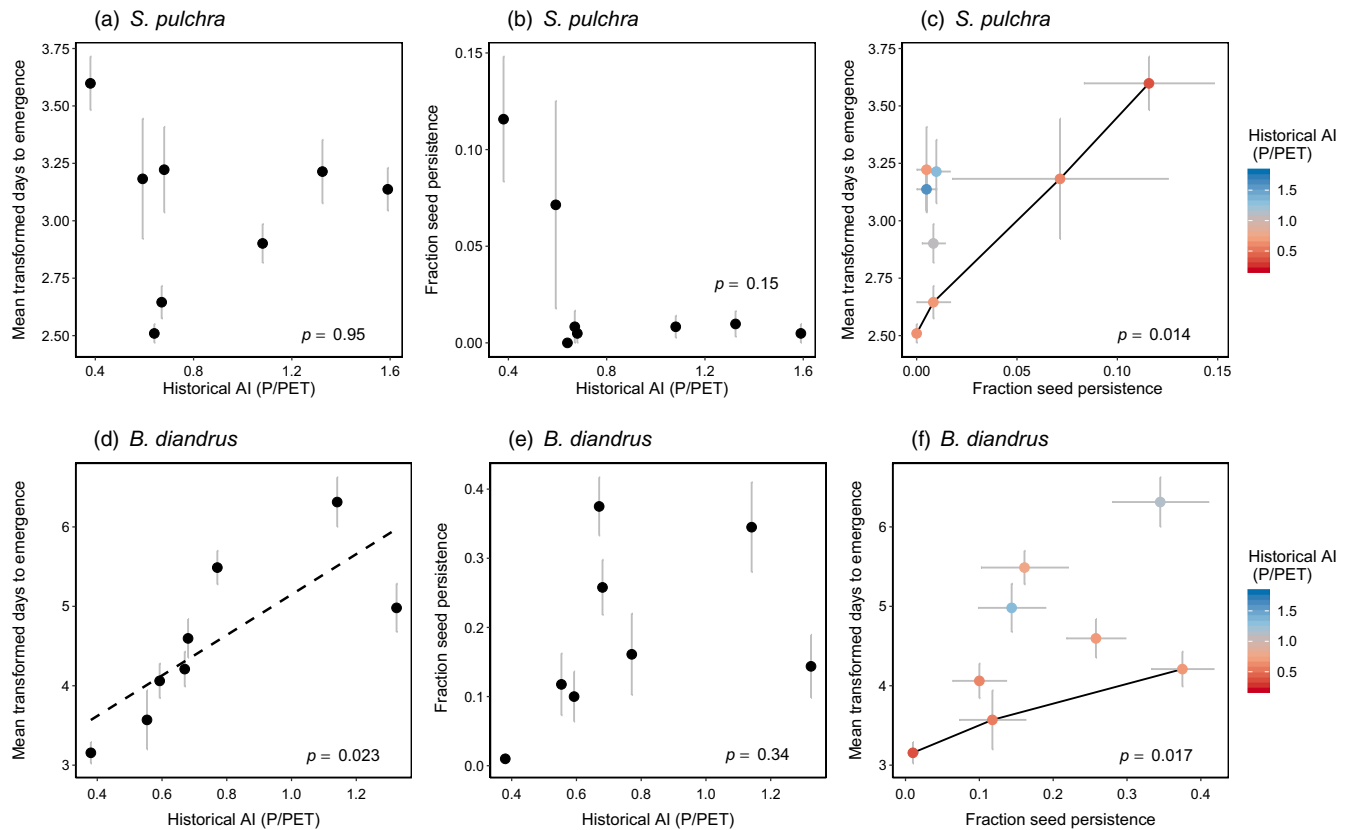 (a) S. pulchra
Mean transformed days to emergence
3.75
3.50
3.25
3.00
2.75
2.50
p = 0.95
0.4
0.8
1.2
1.6
Historical AI (P/PET)
(b) S. pulchra
Fraction seed persistence
0.15
0.10
0.05
0.00
p = 0.15
0.4
0.8
1.2
1.6
Historical AI (P/PET)
(c) S. pulchra
Mean transformed days to emergence
3.75
3.50
3.25
3.00
2.75
2.50
p = 0.014
0.00
0.05
0.10
0.15
Fraction seed persistence
Historical AI
(P/PET)
1.5
1.0
0.5
(d) B. diandrus
Mean transformed days to emergence
6
5
4
3
p = 0.023
0.4
0.6
0.8
1.0
1.2
Historical AI (P/PET)
(e) B. diandrus
Fraction seed persistence
0.4
0.3
0.2
0.1
0.0
p = 0.34
0.4
0.6
0.8
1.0
1.2
Historical AI (P/PET)
(f) B. diandrus
Mean transformed days to emergence
6
5
4
3
p = 0.017
0.0
0.1
0.2
0.3
0.4
Fraction seed persistence
Historical AI
(P/PET)
1.5
1.0
0.5